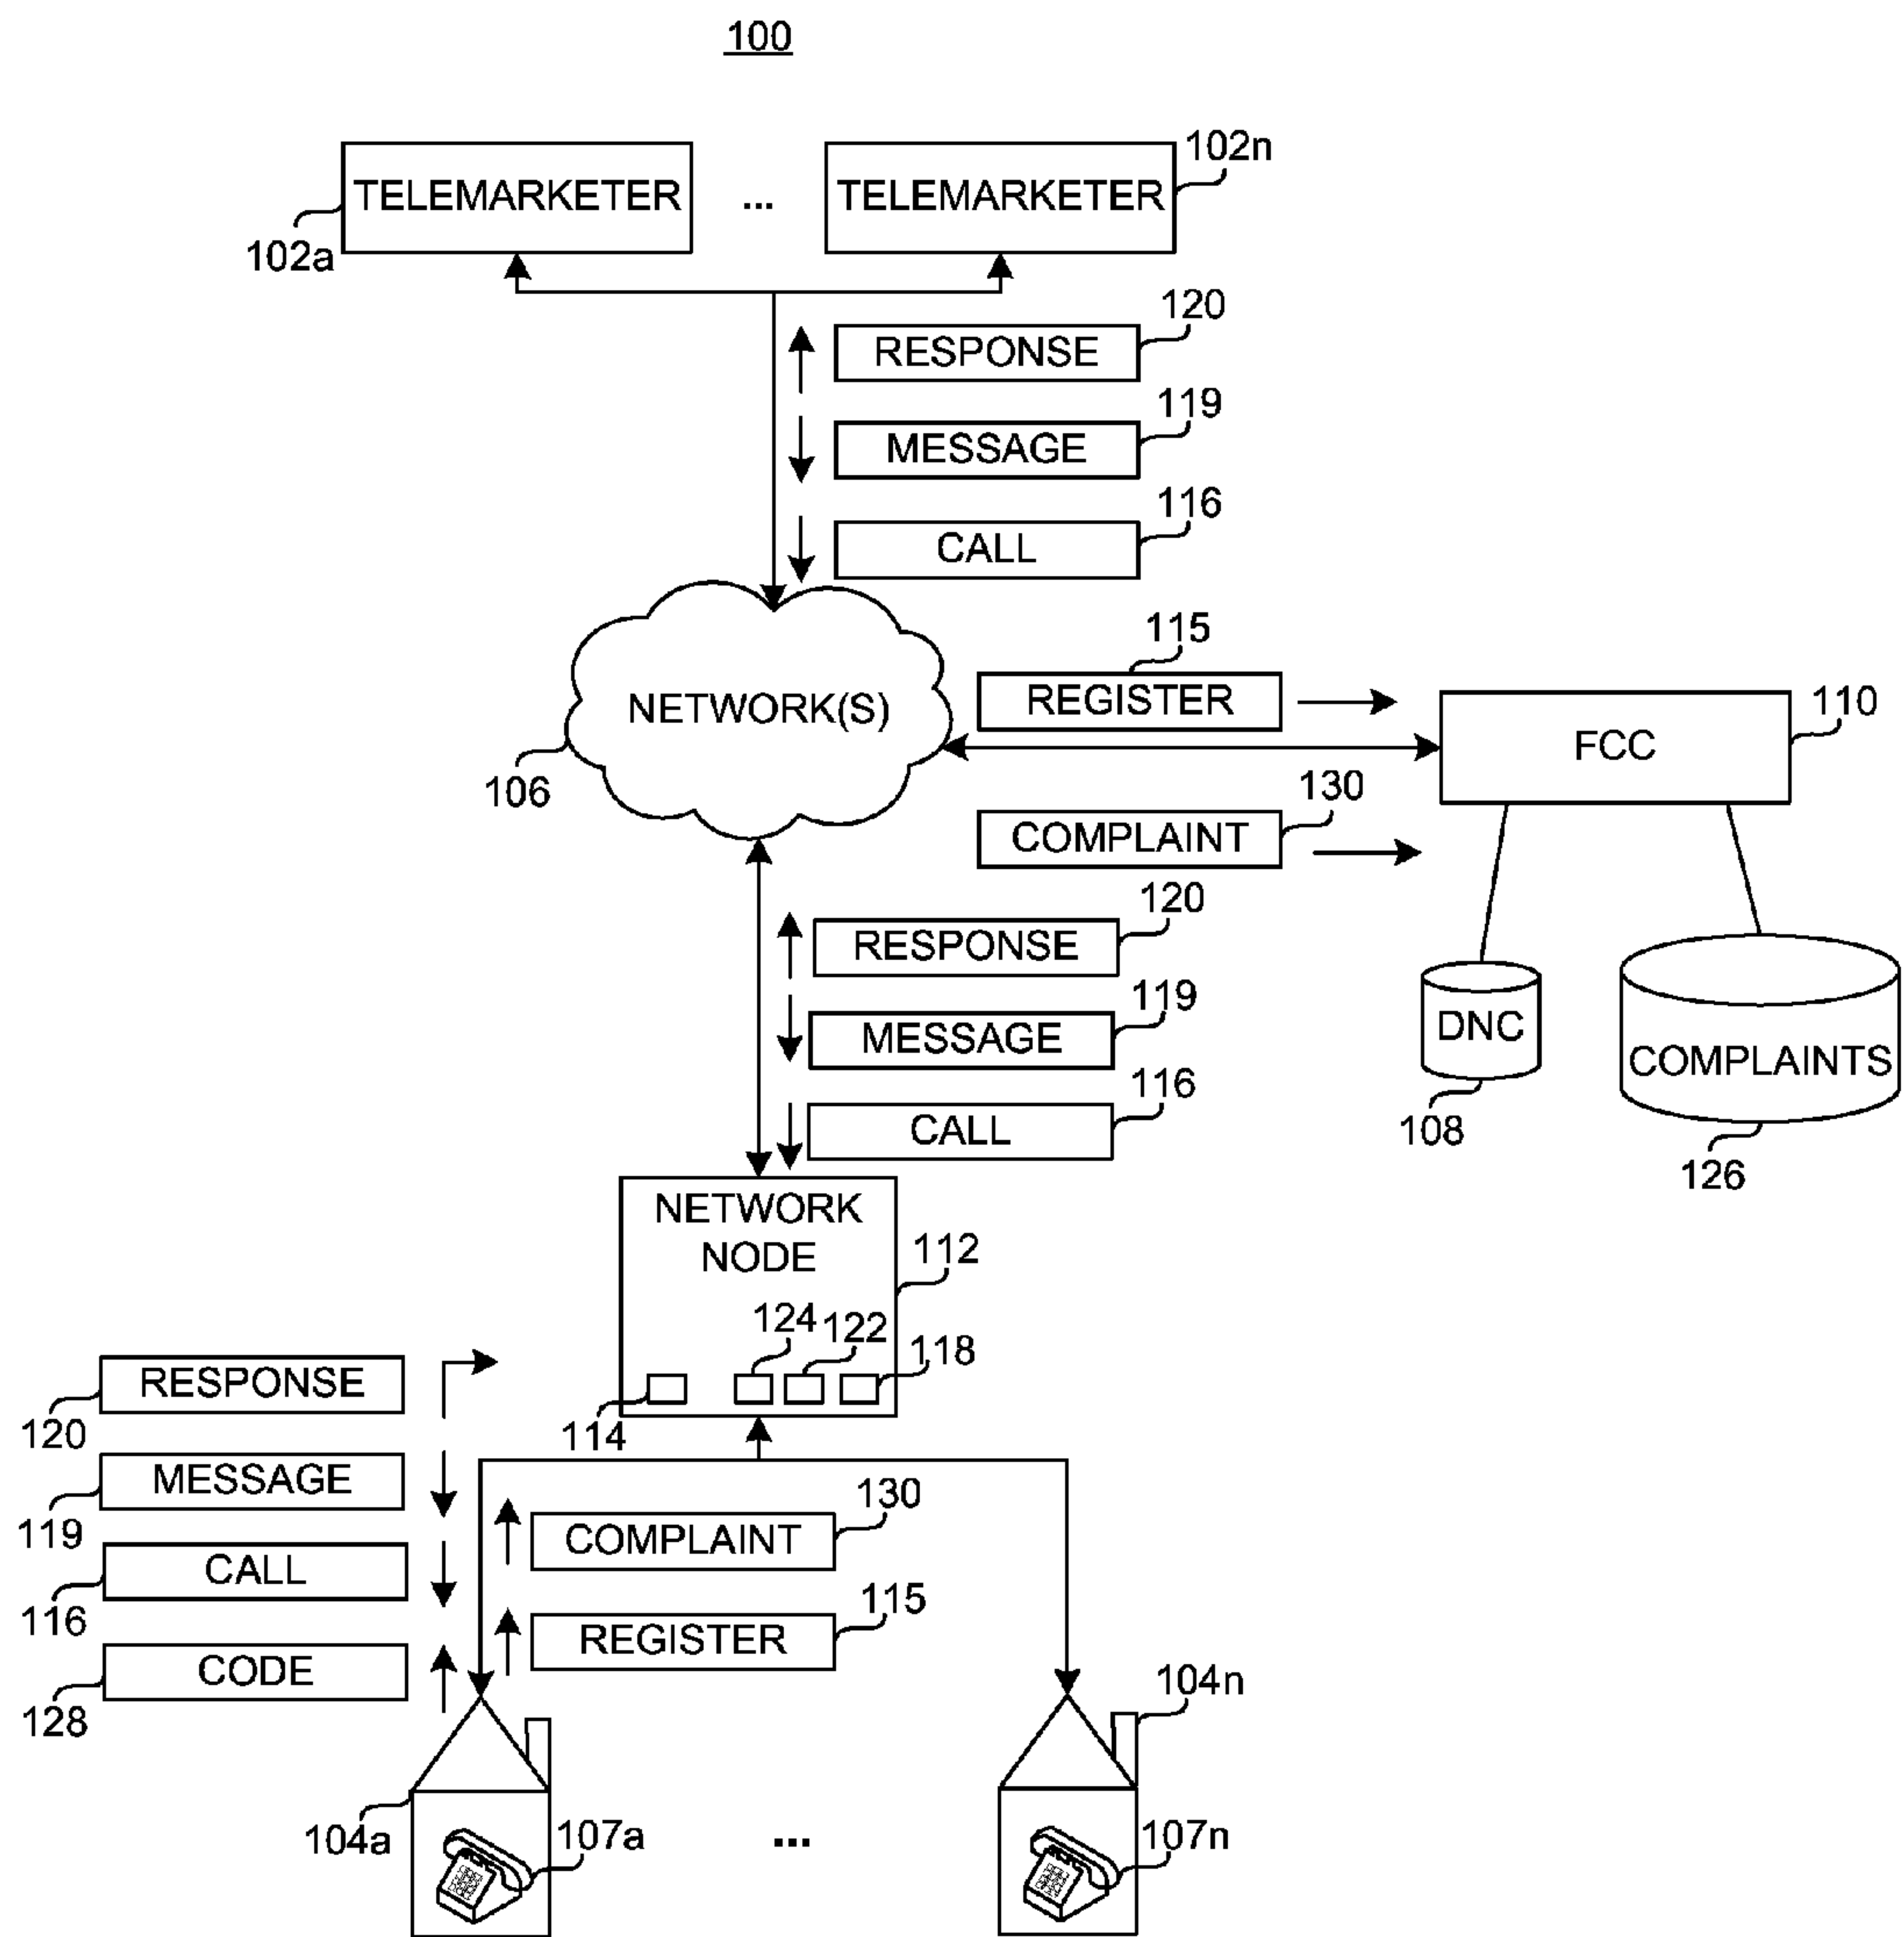 100
102n
TELEMARKETER ... TELEMARKETER
102a
120
RESPONSE
119
MESSAGE
116
CALL
115
REGISTER
NETWORK(S)
110
FCC
106
130
COMPLAINT
120
RESPONSE
119
MESSAGE
DNC
COMPLAINTS
116
CALL
108
126
NETWORK
NODE
112
124 122 118
RESPONSE
120
114
MESSAGE
119
130
COMPLAINT
CALL
116
115
REGISTER
CODE
128
104n
104a
107a
...
107n